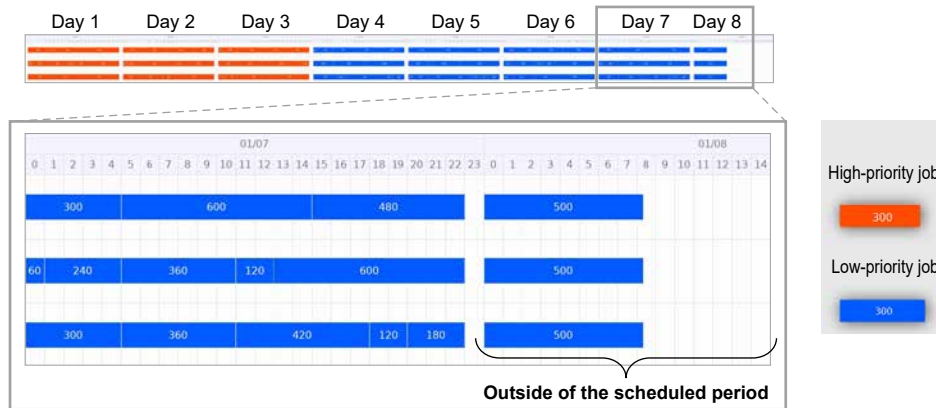 Day 1 Day 2 Day 3 Day 4 Day 5 Day 6 Day 7 Day 8
01/07 01/08
0 1 2 3 4 5 6 7 8 9 10 11 12 13 14 15 16 17 18 19 20 21 22 23 0 1 2 3 4 5 6 7 8 9 10 11 12 13 14
High-priority job
300 600 480 500
300
60 240 360 120 600 500
Low-priority job
300
300 360 420 120 180 500
Outside of the scheduled period